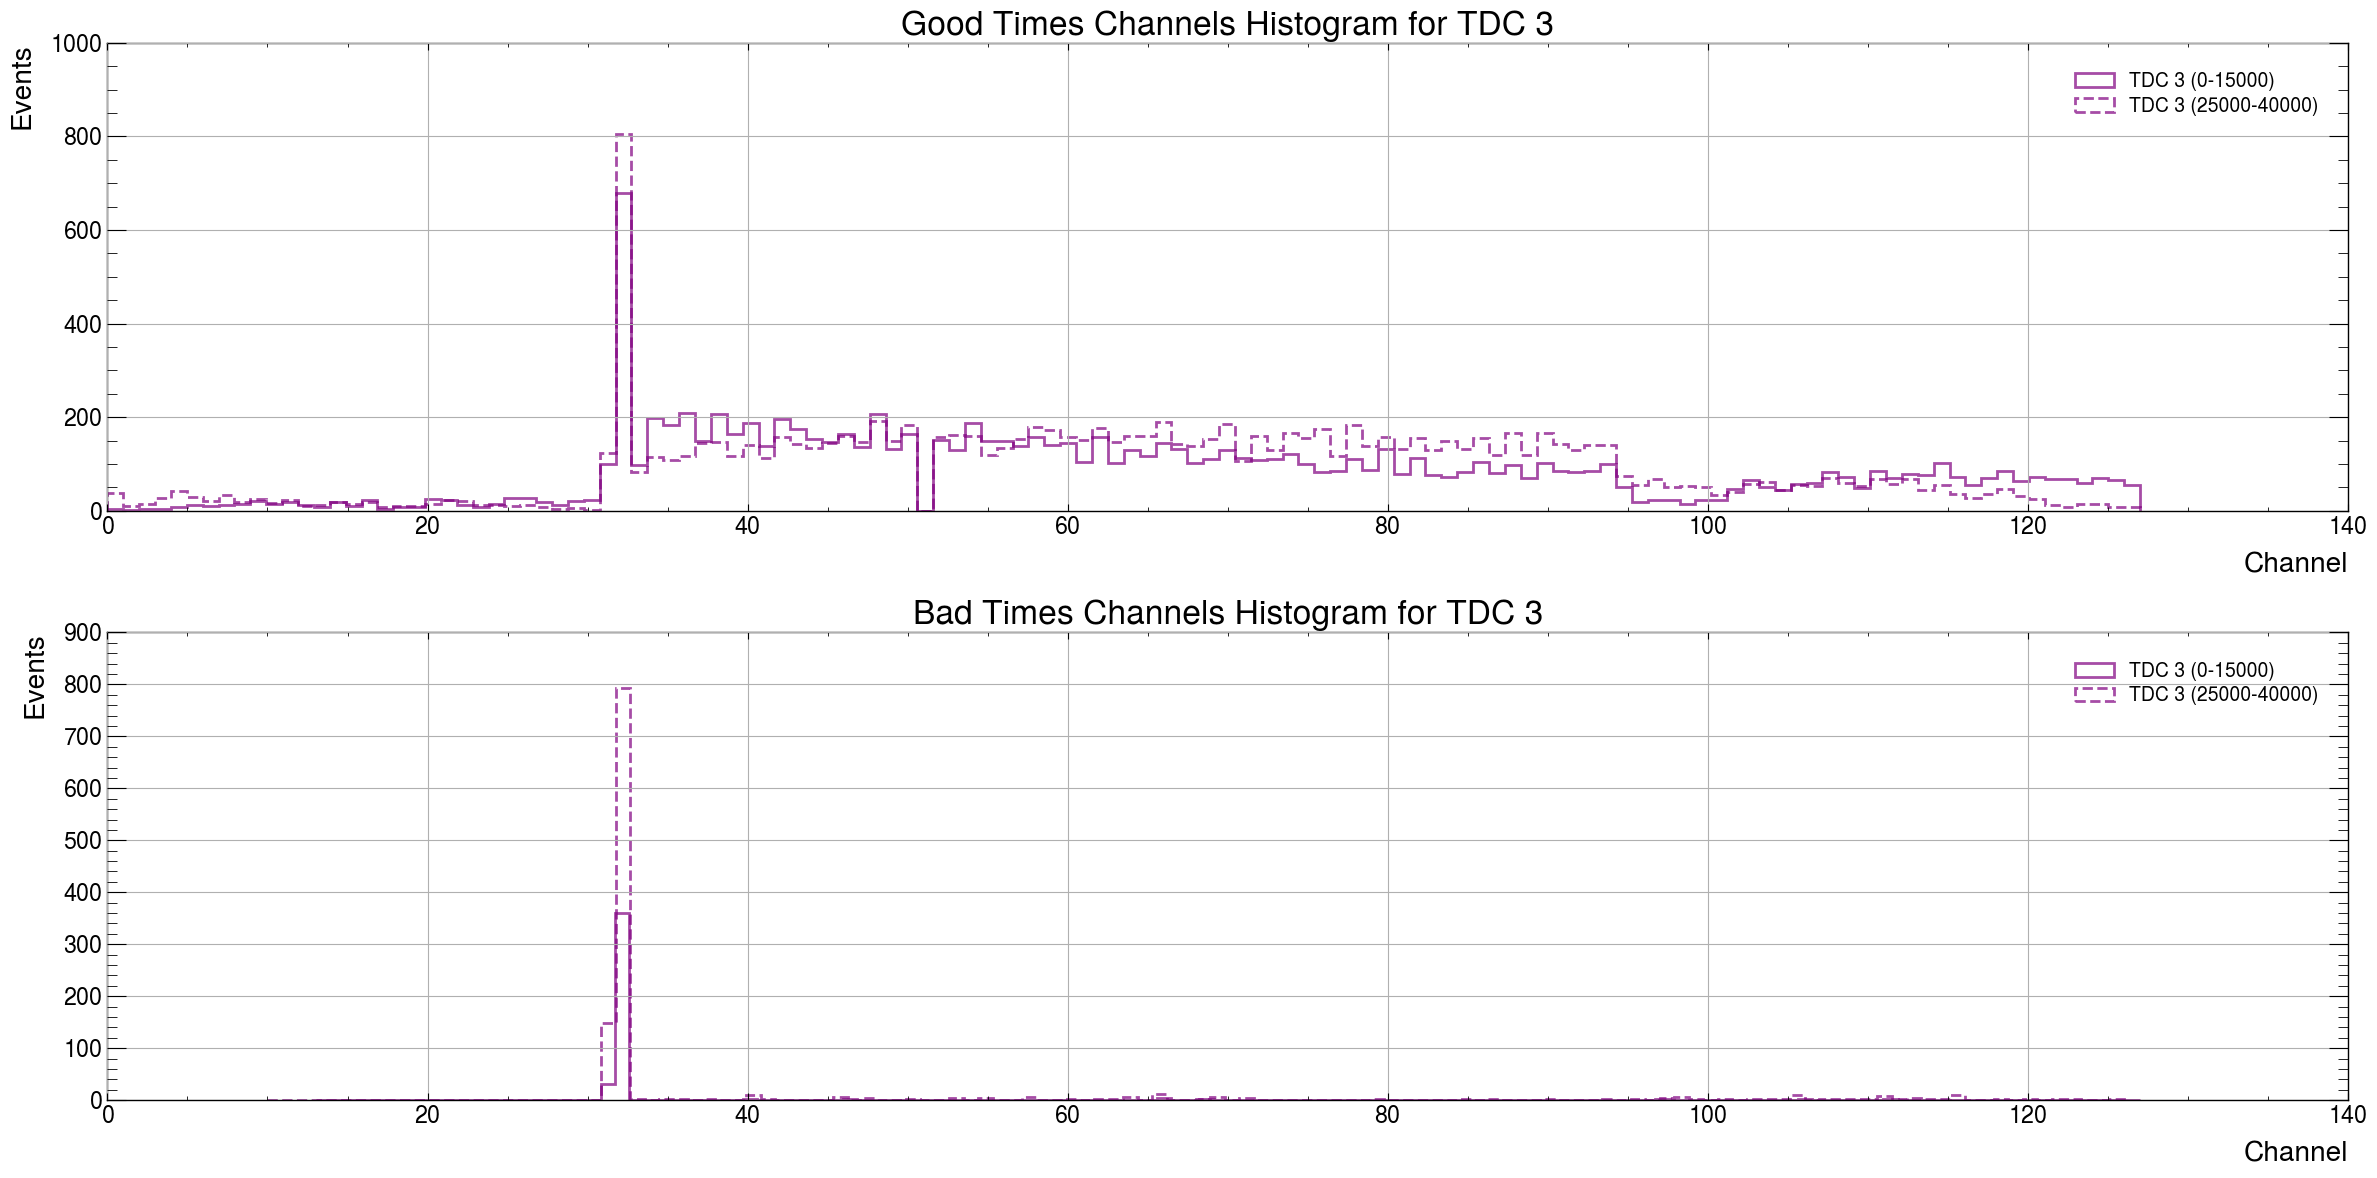 Good Times Channels Histogram for TDC 3
Events
1000
800
600
400
200
0
TDC 3 (0-15000)
TDC 3 (25000-40000)
0 20 40 60 80 100 120 140
Channel
Bad Times Channels Histogram for TDC 3
Events
900
800
700
600
500
400
300
200
100
0
TDC 3 (0-15000)
TDC 3 (25000-40000)
0 20 40 60 80 100 120 140
Channel